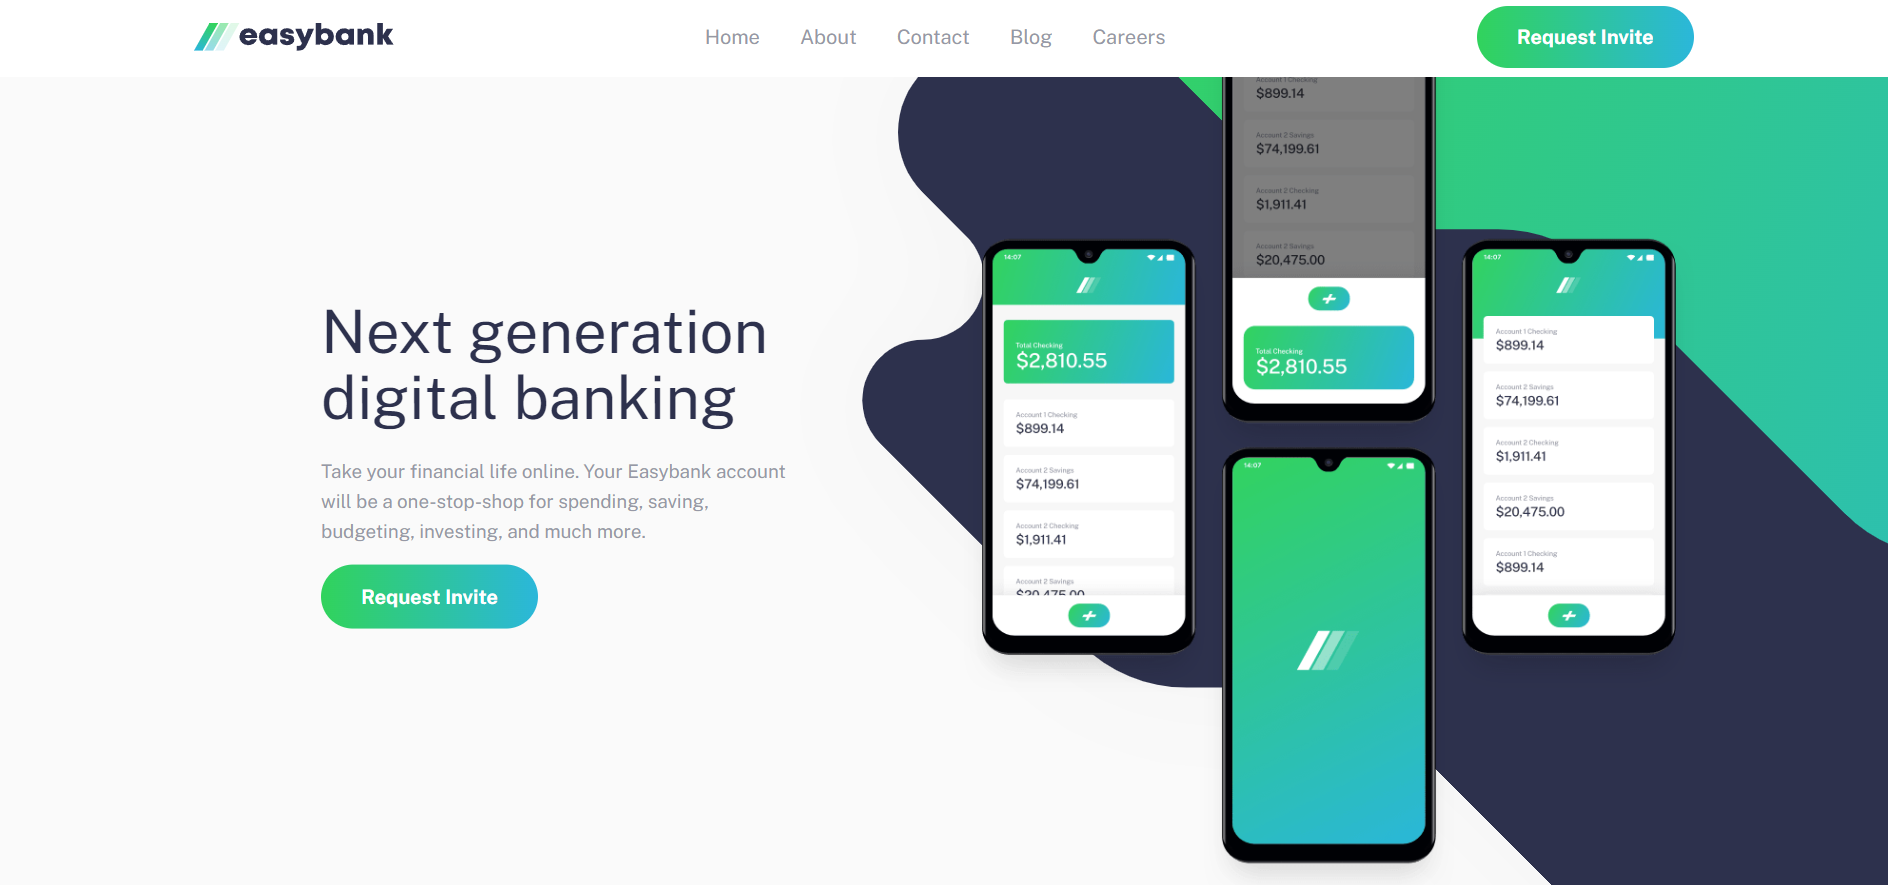 easybank
Home
About
Contact
Blog
Careers
Request Invite
Next generation
digital banking
Take your financial life online. Your Easybank account
will be a one-stop-shop for spending, saving,
budgeting, investing, and much more.
Request Invite
14:07
Total Checking
$2,810.55
Account 1 Checking
$899.14
Account 2 Savings
$74,199.61
Account 2 Checking
$1,911.41
Account 2 Savings
$20,475.00
Account 1 Checking
$899.14
Account 2 Savings
$74,199.61
Account 2 Checking
$1,911.41
Account 2 Savings
$20,475.00
Total Checking
$2,810.55
14:07
14:07
Account 1 Checking
$899.14
Account 2 Savings
$74,199.61
Account 2 Checking
$1,911.41
Account 2 Savings
$20,475.00
Account 1 Checking
$899.14